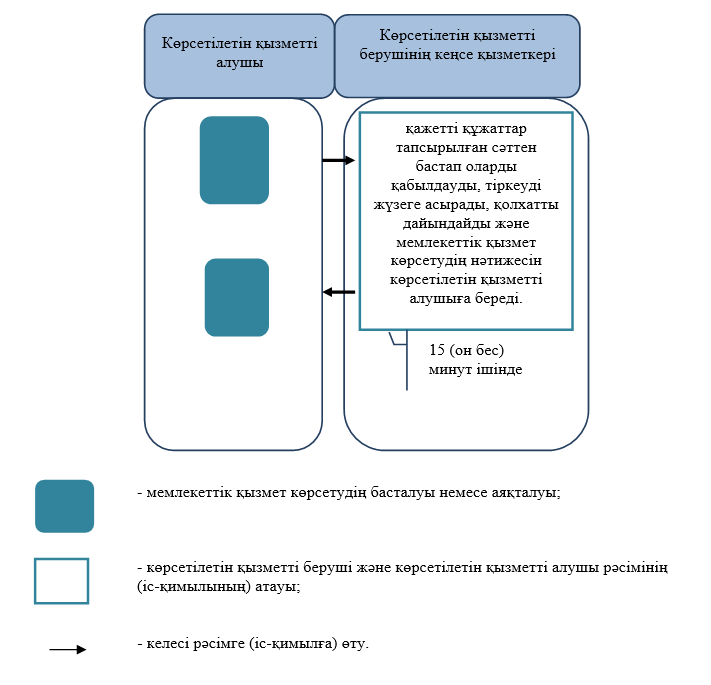 Көрсетілетін қызметті
алушы
Көрсетілетін қызметті
берушінің кеңсе қызметкері
қажетті құжаттар
тапсырылған сәттен
бастап оларды
қабылдауды, тіркеуді
жүзеге асырады, қолхатты
дайындайды және
мемлекеттік қызмет
көрсетудің нәтижесін
көрсетілетін қызметті
алушыға береді.
15 (он бес)
минут ішінде
- мемлекеттік қызмет көрсетудің басталуы немесе аяқталуы;
- көрсетілетін қызметті беруші және көрсетілетін қызметті алушы рәсімінің
(іс-қимылының) атауы;
- келесі рәсімге (іс-қимылға) өту.